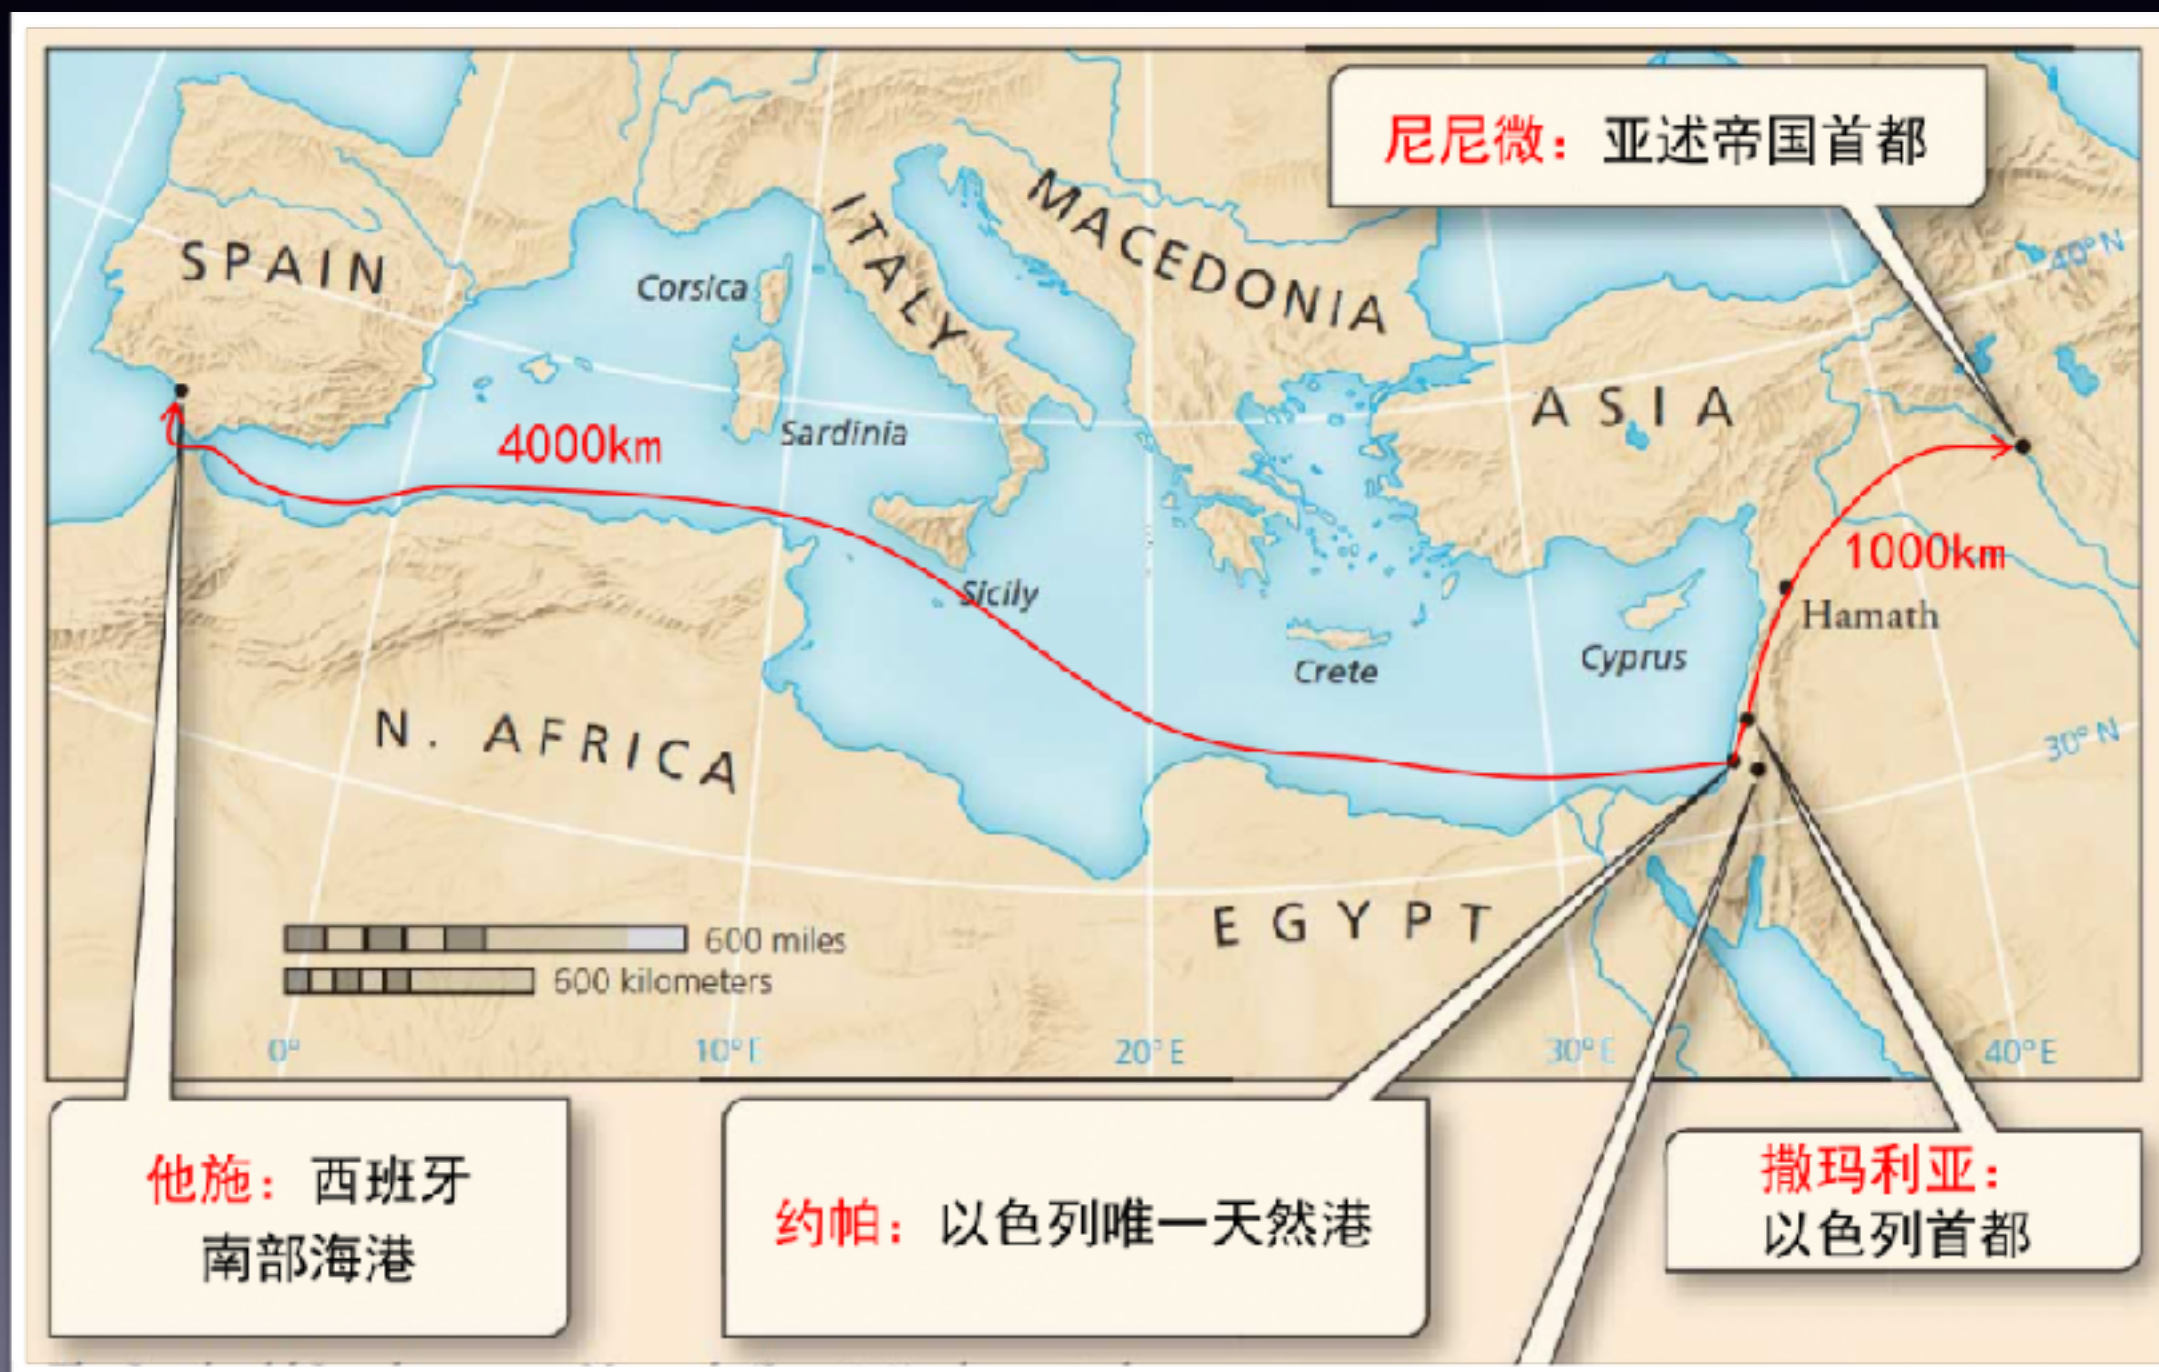 尼尼微：亚述帝国首都
MACEDONIA
ITALY
SPAIN
40° N
Corsica
ASIA
4000km
Sardinia
1000km
Sicily
Hamath
Crete
Cyprus
N. AFRICA
30° N
EGYPT
600 miles
600 kilometers
0°
10° E
20° E
30° E
40° E
他施：西班牙
南部海港
约帕：以色列唯一天然港
撒玛利亚：
以色列首都